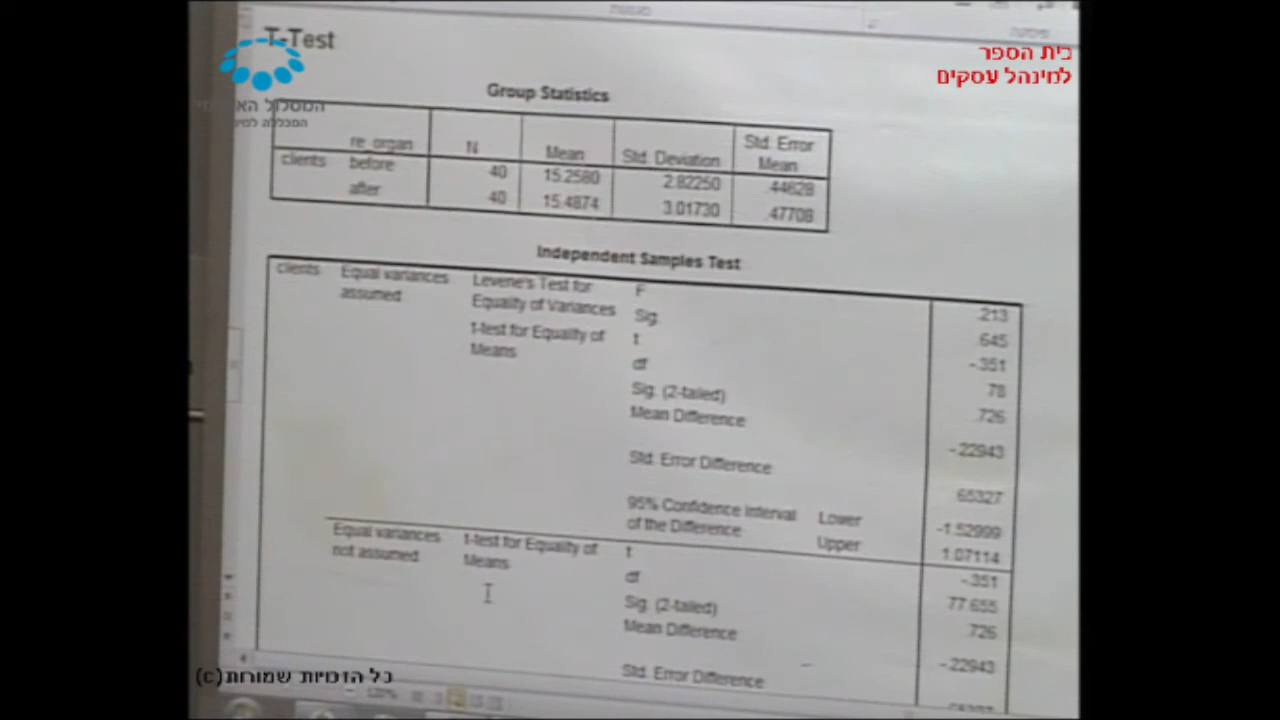 T-Test
בית הספר
למינהל עסקים
Group Statistics
re_organ N Mean Std. Deviation Std. Error Mean
clients before 40 15.2580 2.82250 .44628
after 40 15.4874 3.01730 .47708
Independent Samples Test
clients Equal variances assumed Levene's Test for Equality of Variances F .213
Sig. .645
t-test for Equality of Means t -.351
df 78
Sig. (2-tailed) .726
Mean Difference -.22943
Std. Error Difference .65327
95% Confidence Interval of the Difference Lower -1.52999
Upper 1.07114
Equal variances not assumed t-test for Equality of Means t -.351
df 77.655
Sig. (2-tailed) .726
Mean Difference -.22943
Std. Error Difference
כל הזכויות שמורות(c)